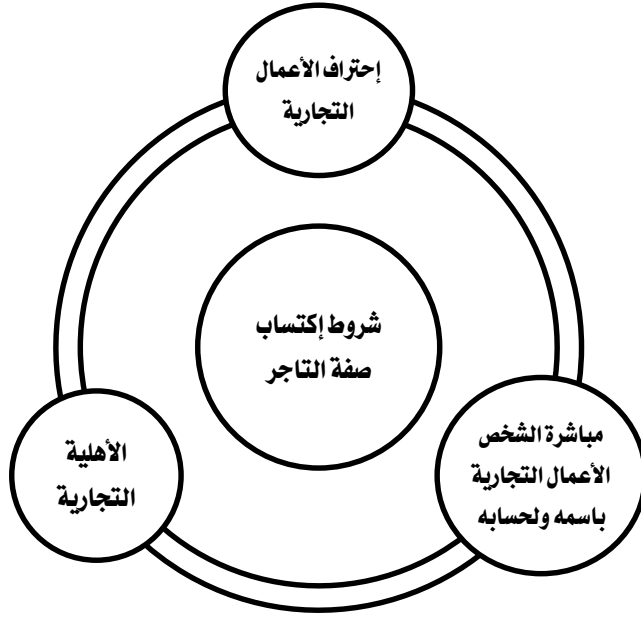 إحتراف الأعمال
التجارية
شروط إكتساب
صفة التاجر
مباشرة الشخص
الأعمال التجارية
باسمه ولحسابه
الأهلية
التجارية